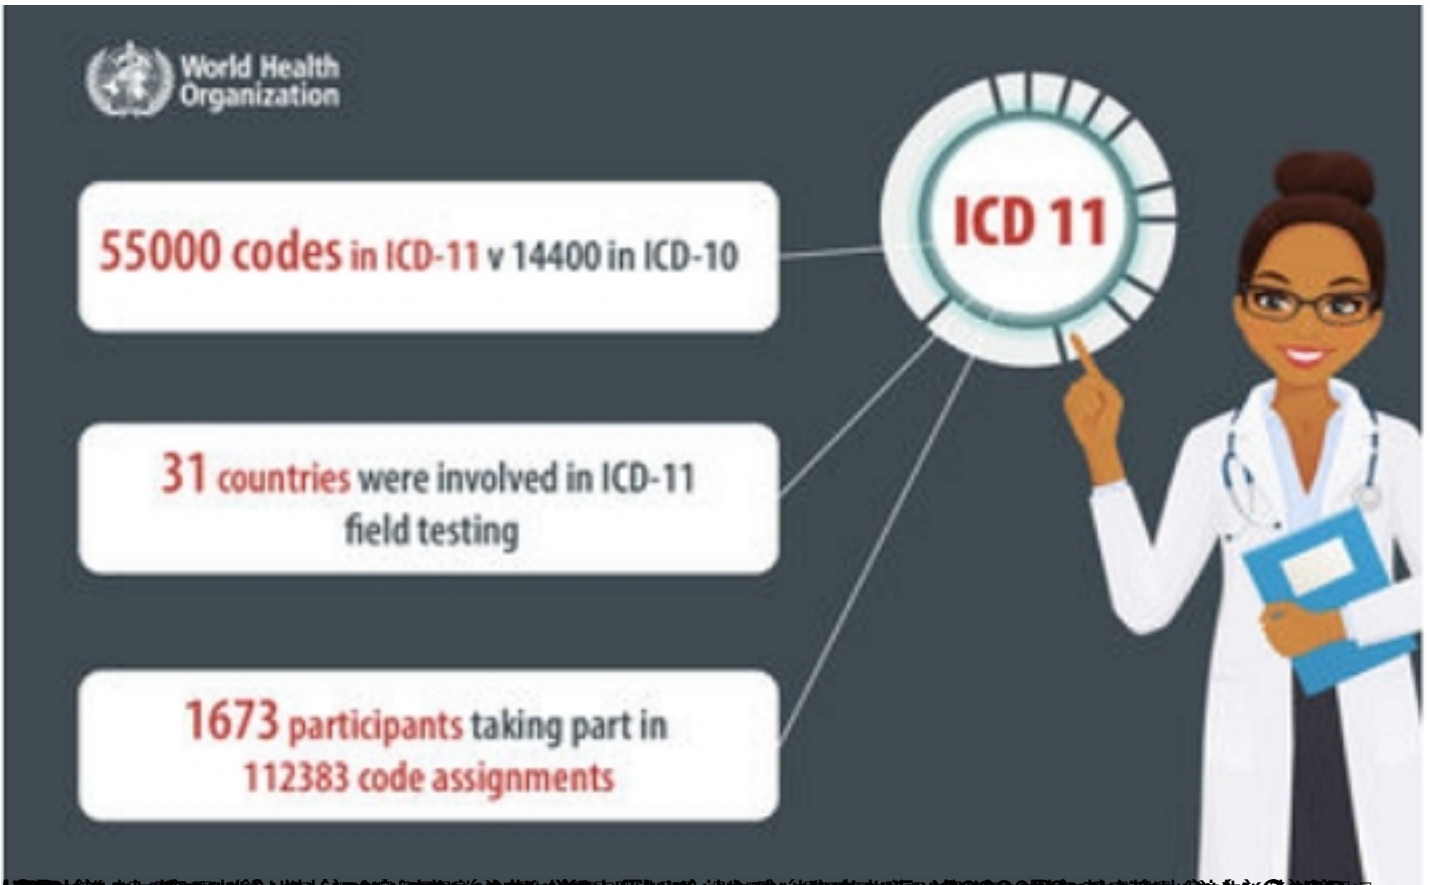 World Health
Organization
55000 codes in ICD-11 v 14400 in ICD-10
ICD 11
31 countries were involved in ICD-11
field testing
1673 participants taking part in
112383 code assignments